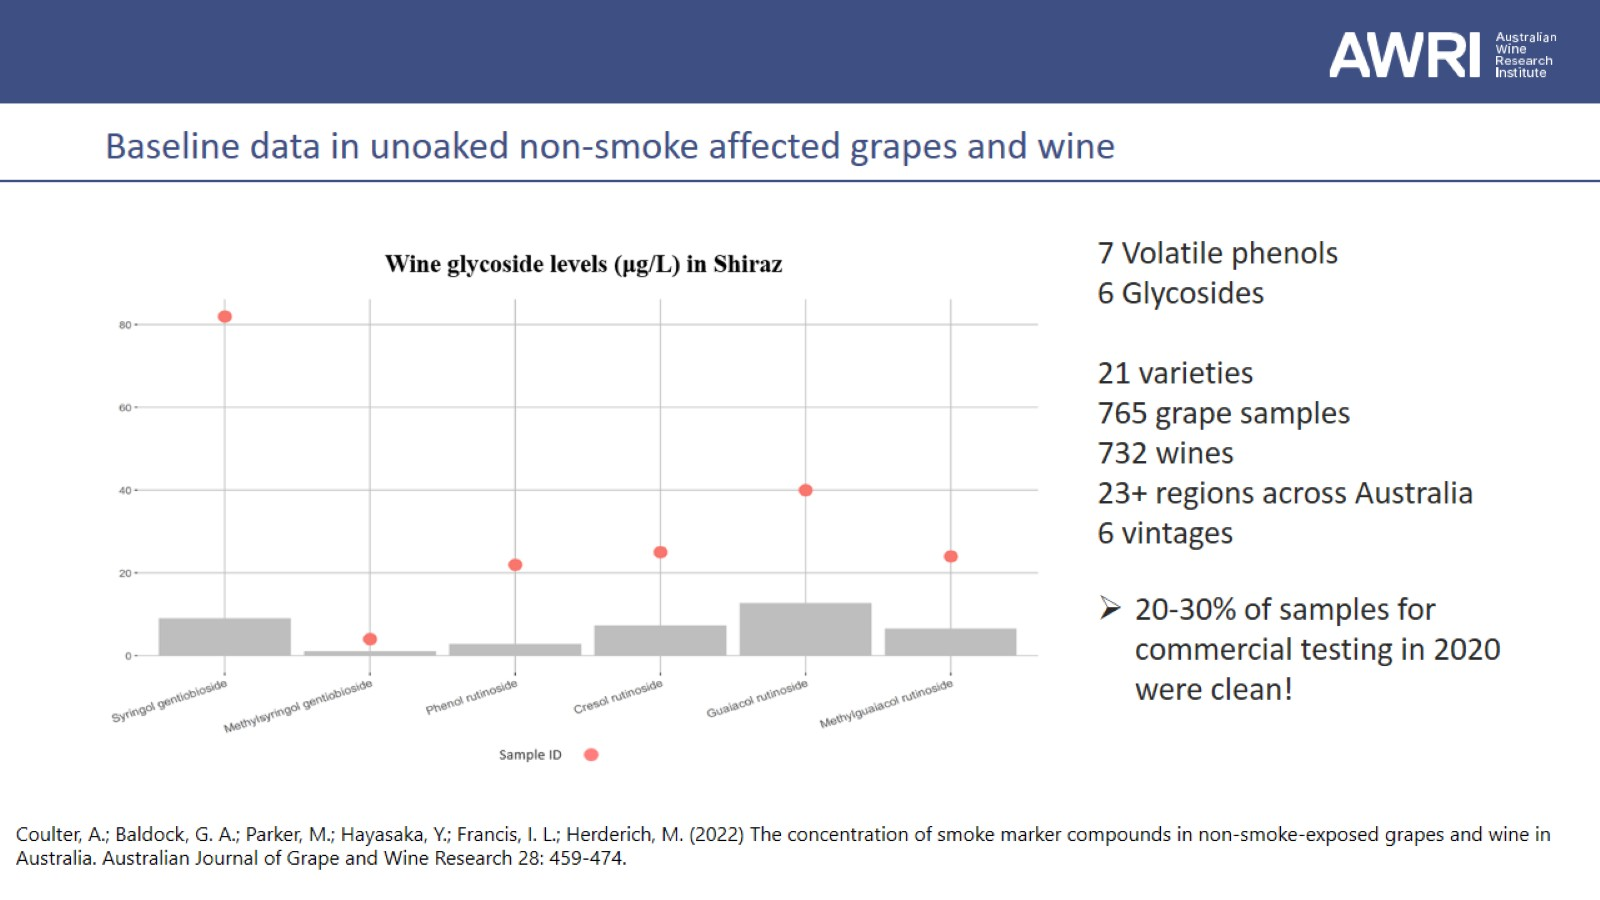 AWRI
Australian
Wine
Research
Institute
Baseline data in unoaked non-smoke affected grapes and wine
Wine glycoside levels (µg/L) in Shiraz
80
60
40
20
0
Syringol gentiobioside
Methylsyringol gentiobioside
Phenol rutinoside
Cresol rutinoside
Guaiacol rutinoside
Methylguaiacol rutinoside
Sample ID
7 Volatile phenols
6 Glycosides
21 varieties
765 grape samples
732 wines
23+ regions across Australia
6 vintages
➢ 20-30% of samples for
commercial testing in 2020
were clean!
Coulter, A.; Baldock, G. A.; Parker, M.; Hayasaka, Y.; Francis, I. L.; Herderich, M. (2022) The concentration of smoke marker compounds in non-smoke-exposed grapes and wine in
Australia. Australian Journal of Grape and Wine Research 28: 459-474.